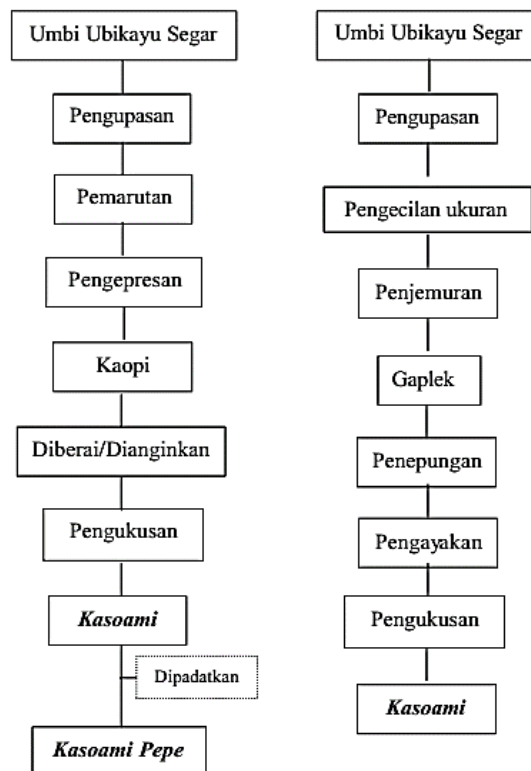 Umbi Ubikayu Segar
Pengupasan
Pemarutan
Pengepresan
Kaopi
Diberai/Dianginkan
Pengukusan
Kasoami
Dipadatkan
Kasoami Pepe
Umbi Ubikayu Segar
Pengupasan
Pengecilan ukuran
Penjemuran
Gaplek
Penepungan
Pengayakan
Pengukusan
Kasoami